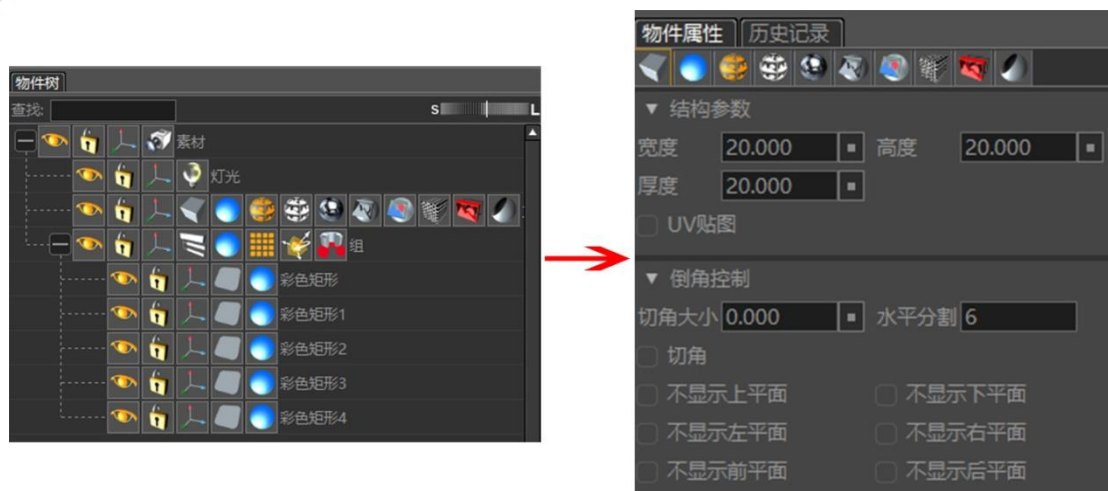 物件树
查找: S L
素材
灯光
组
彩色矩形
彩色矩形1
彩色矩形2
彩色矩形3
彩色矩形4
物件属性 历史记录
▼ 结构参数
宽度 20.000 高度 20.000
厚度 20.000
UV贴图
▼ 倒角控制
切角大小 0.000 水平分割 6
切角
不显示上平面 不显示下平面
不显示左平面 不显示右平面
不显示前平面 不显示后平面